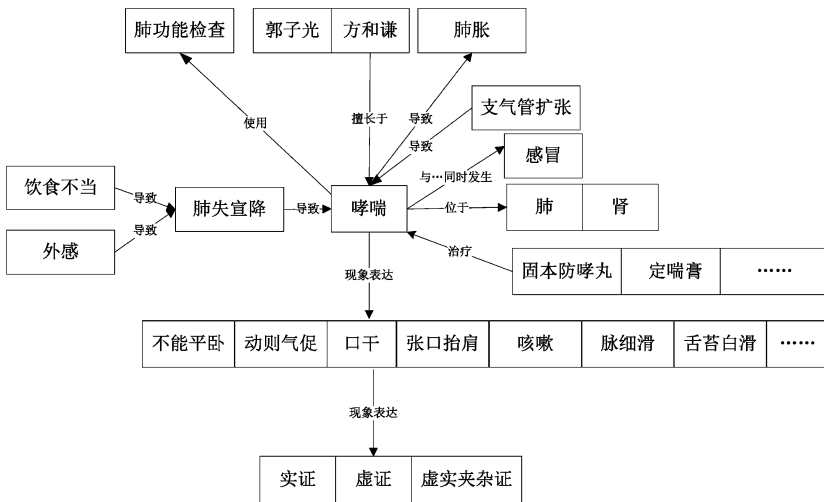 肺功能检查
郭子光 方和谦
肺胀
支气管扩张
使用
擅长于
导致
导致
感冒
与…同时发生
饮食不当
导致
肺失宣降
导致
哮喘
位于
肺 肾
外感
导致
治疗
固本防哮丸 定喘膏 ……
现象表达
不能平卧 动则气促 口干 张口抬肩 咳嗽 脉细滑 舌苔白滑 ……
现象表达
实证 虚证 虚实夹杂证